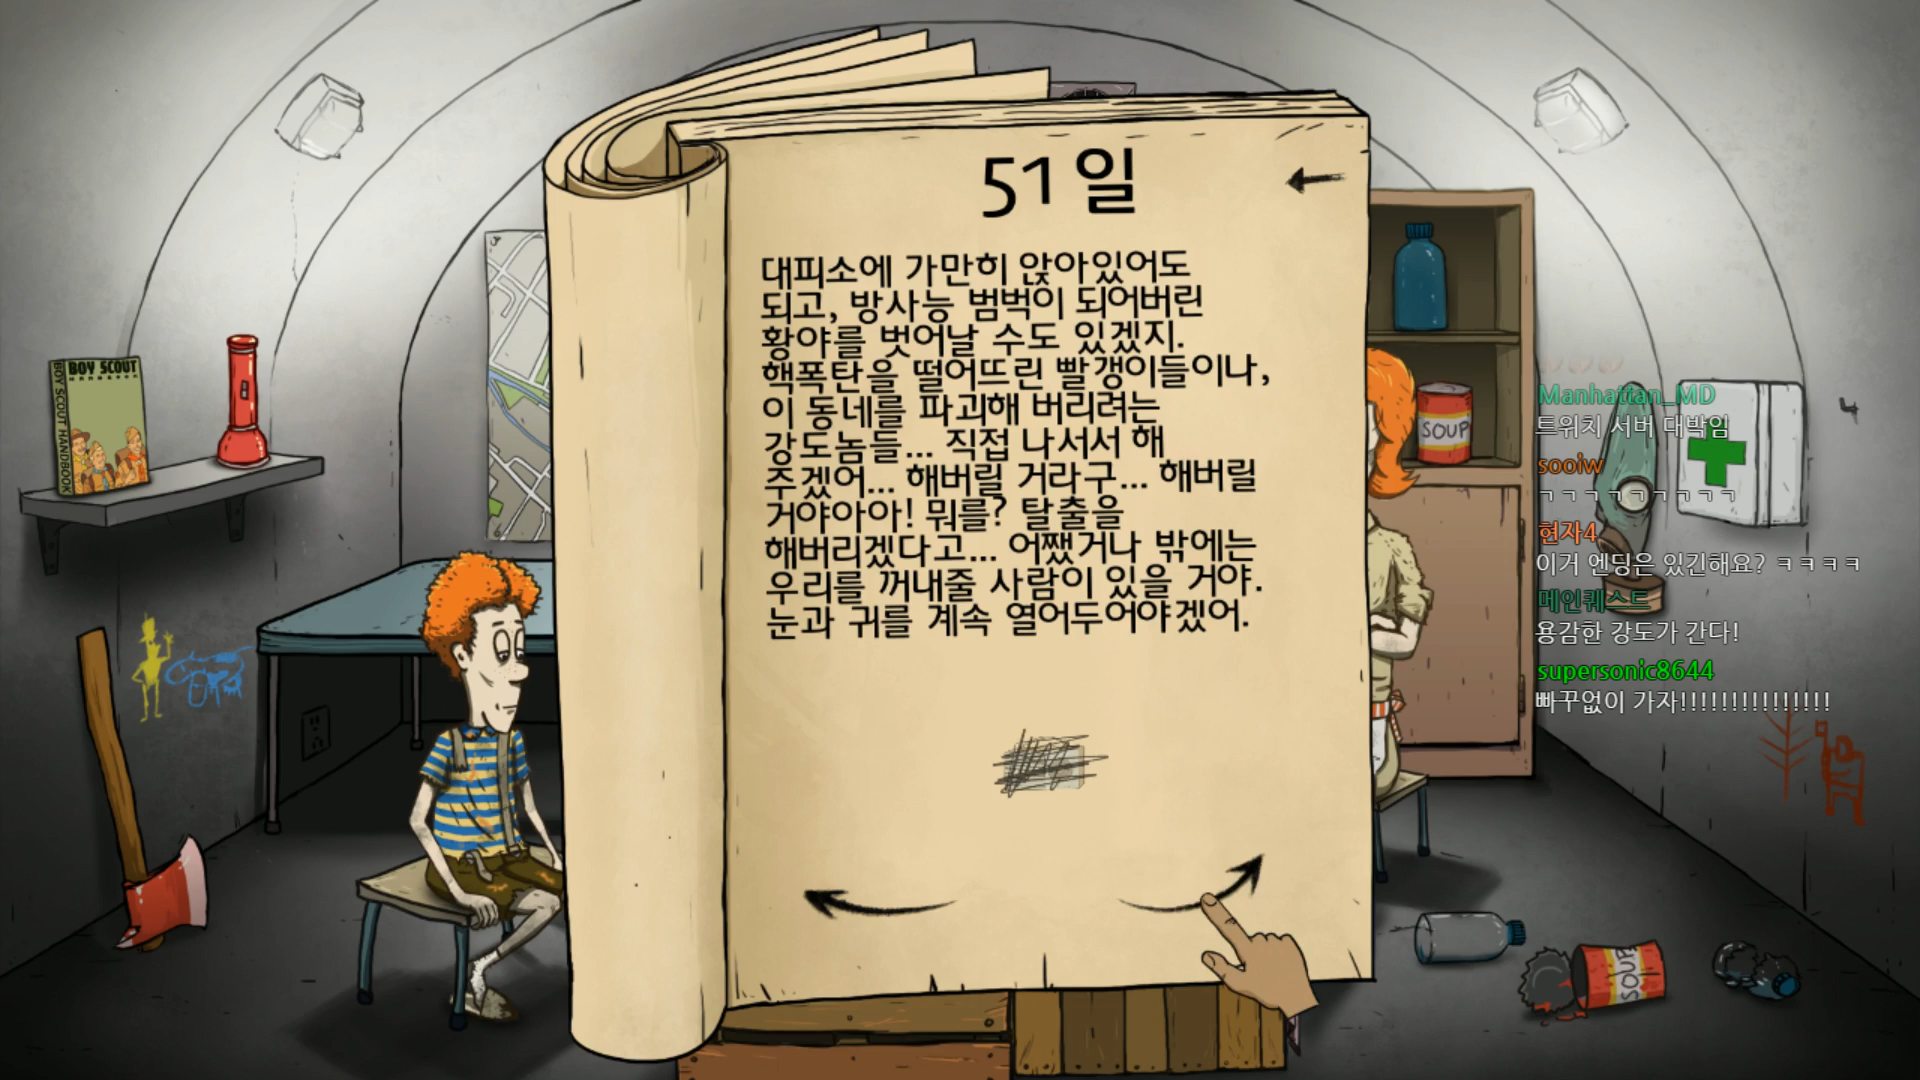 51일
대피소에 가만히 앉아있어도
되고, 방사능 범벅이 되어버린
황야를 벗어날 수도 있겠지.
핵폭탄을 떨어뜨린 빨갱이들이나,
이 동네를 파괴해 버리려는
강도놈들... 직접 나서서 해
주겠어... 해버릴 거라구... 해버릴
거야아아! 뭐를? 탈출을
해버리겠다고... 어쨌거나 밖에는
우리를 꺼내줄 사람이 있을 거야.
눈과 귀를 계속 열어두어야겠어.
BOY SCOUT
HANDBOOK
BOY SCOUT HANDBOOK
SOUP
Manhattan_MD
트위치 서버 대박임
sooiw
ㄱㄱㄱㄱㄱㄱㄱㄱㄱ
현자4
이거 엔딩은 있긴해요? ㅋㅋㅋㅋ
메인퀘스트
용감한 강도가 간다!
supersonic8644
빠꾸없이 가자!!!!!!!!!!!!!!!
SOUP